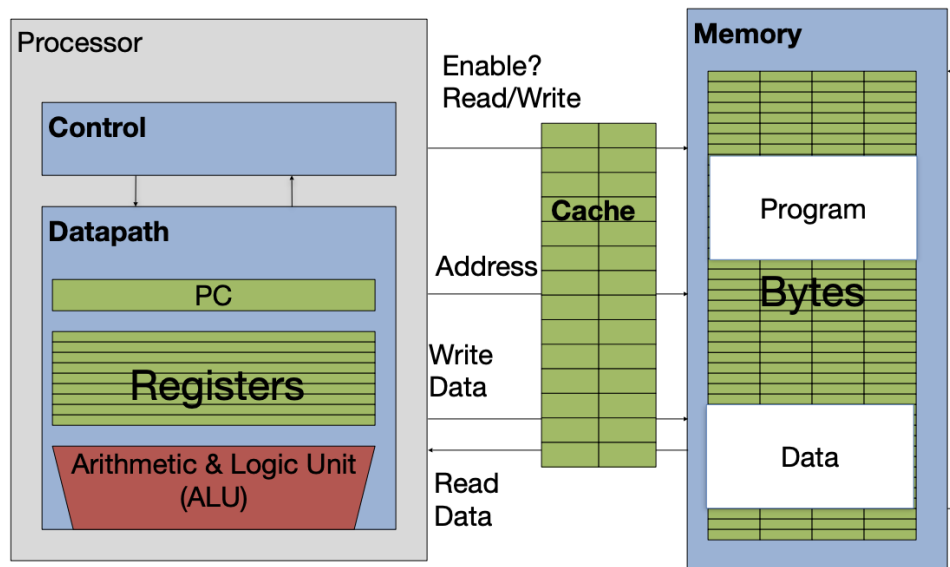 Processor
Control
Datapath
PC
Registers
Arithmetic & Logic Unit
(ALU)
Enable?
Read/Write
Cache
Address
Write
Data
Read
Data
Memory
Program
Bytes
Data